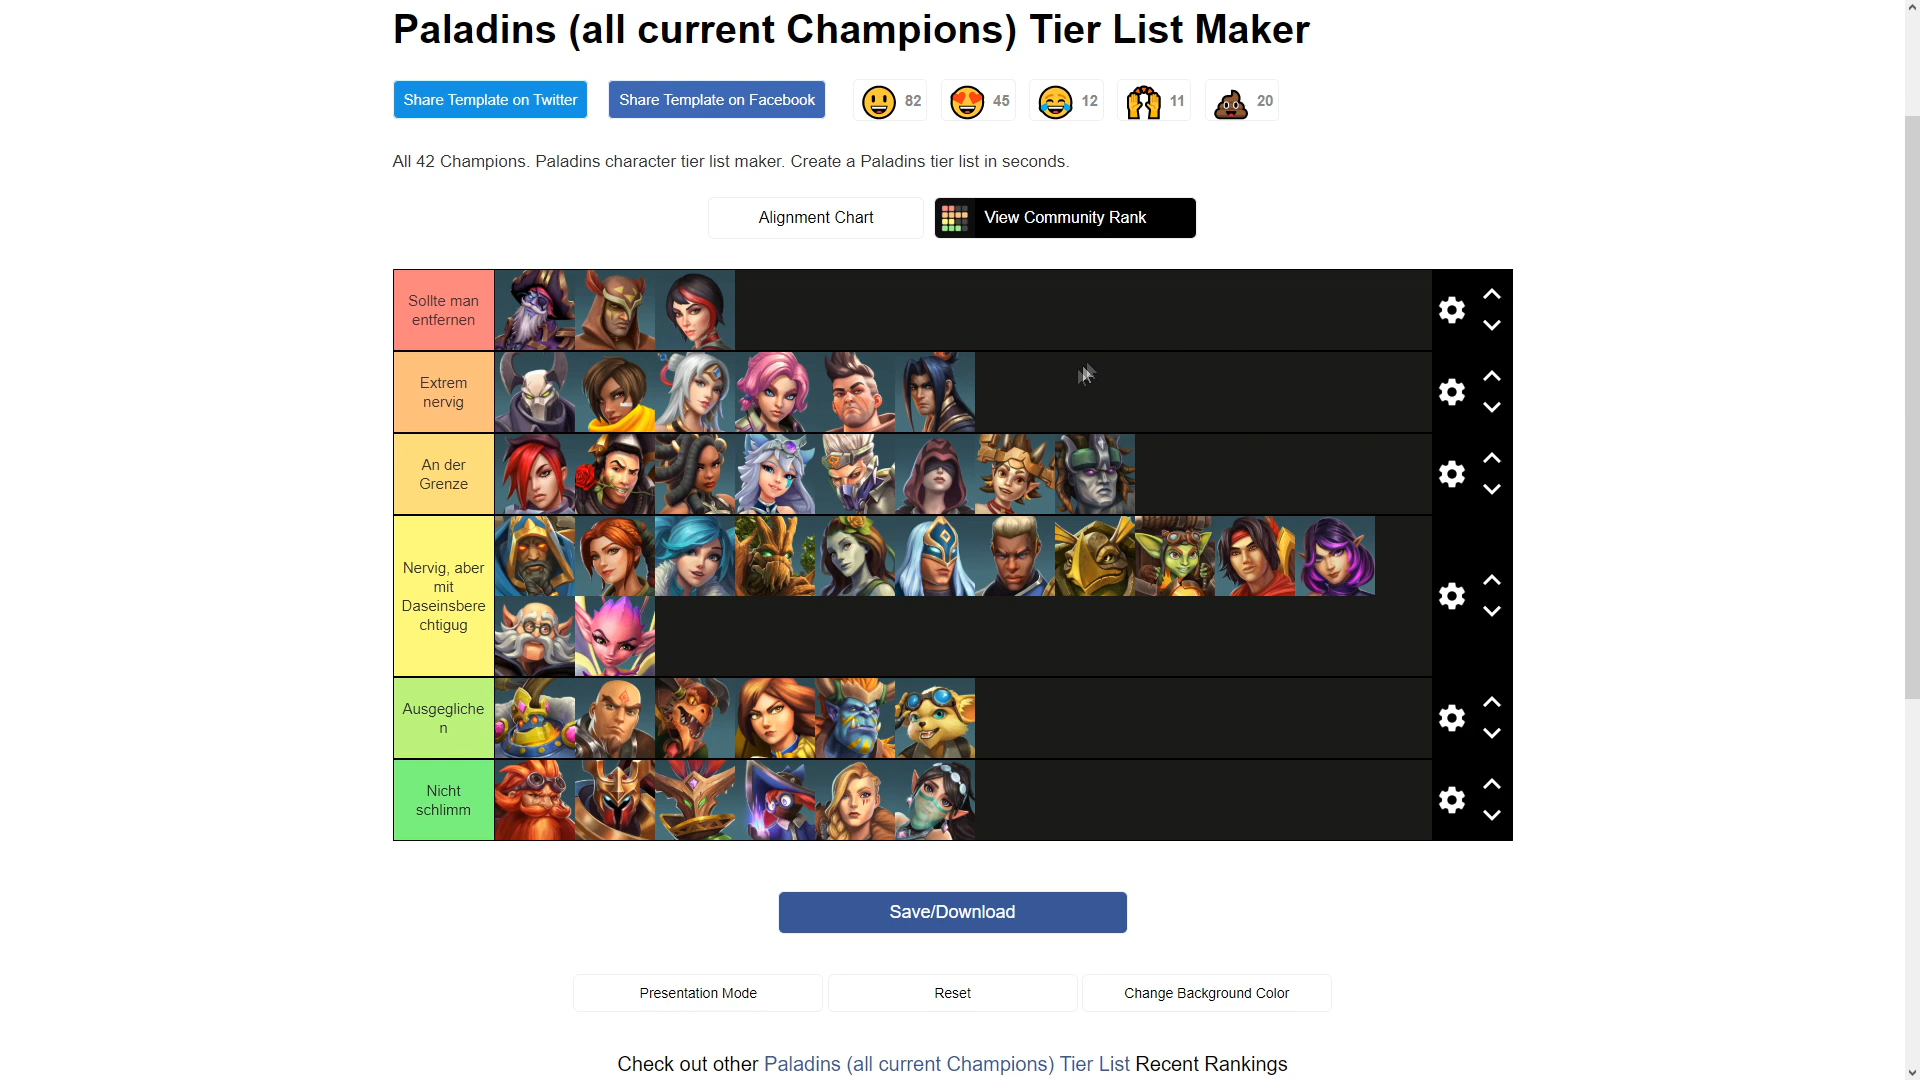 Paladins (all current Champions) Tier List Maker
Share Template on Twitter
Share Template on Facebook
82
45
12
11
20
All 42 Champions. Paladins character tier list maker. Create a Paladins tier list in seconds.
Alignment Chart
View Community Rank
Sollte man
entfernen
Extrem
nervig
An der
Grenze
Nervig, aber
mit
Daseinsbere
chtigug
Ausgegliche
n
Nicht
schlimm
Save/Download
Presentation Mode
Reset
Change Background Color
Check out other Paladins (all current Champions) Tier List Recent Rankings